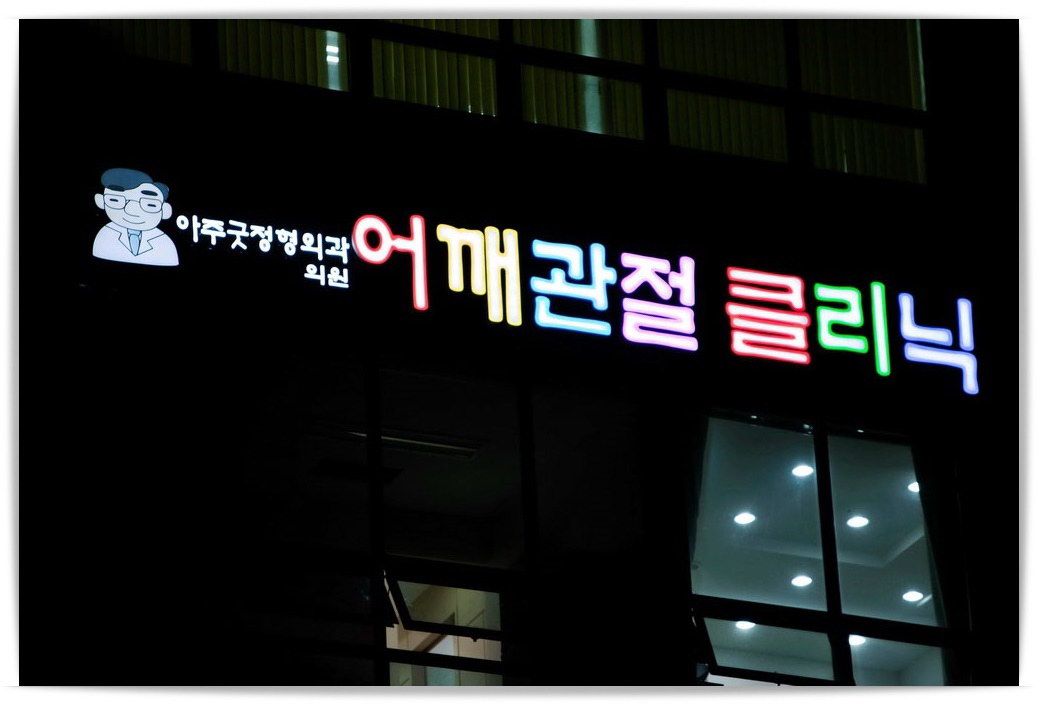 아주굿정형외과
의원
어깨관절 클리닉